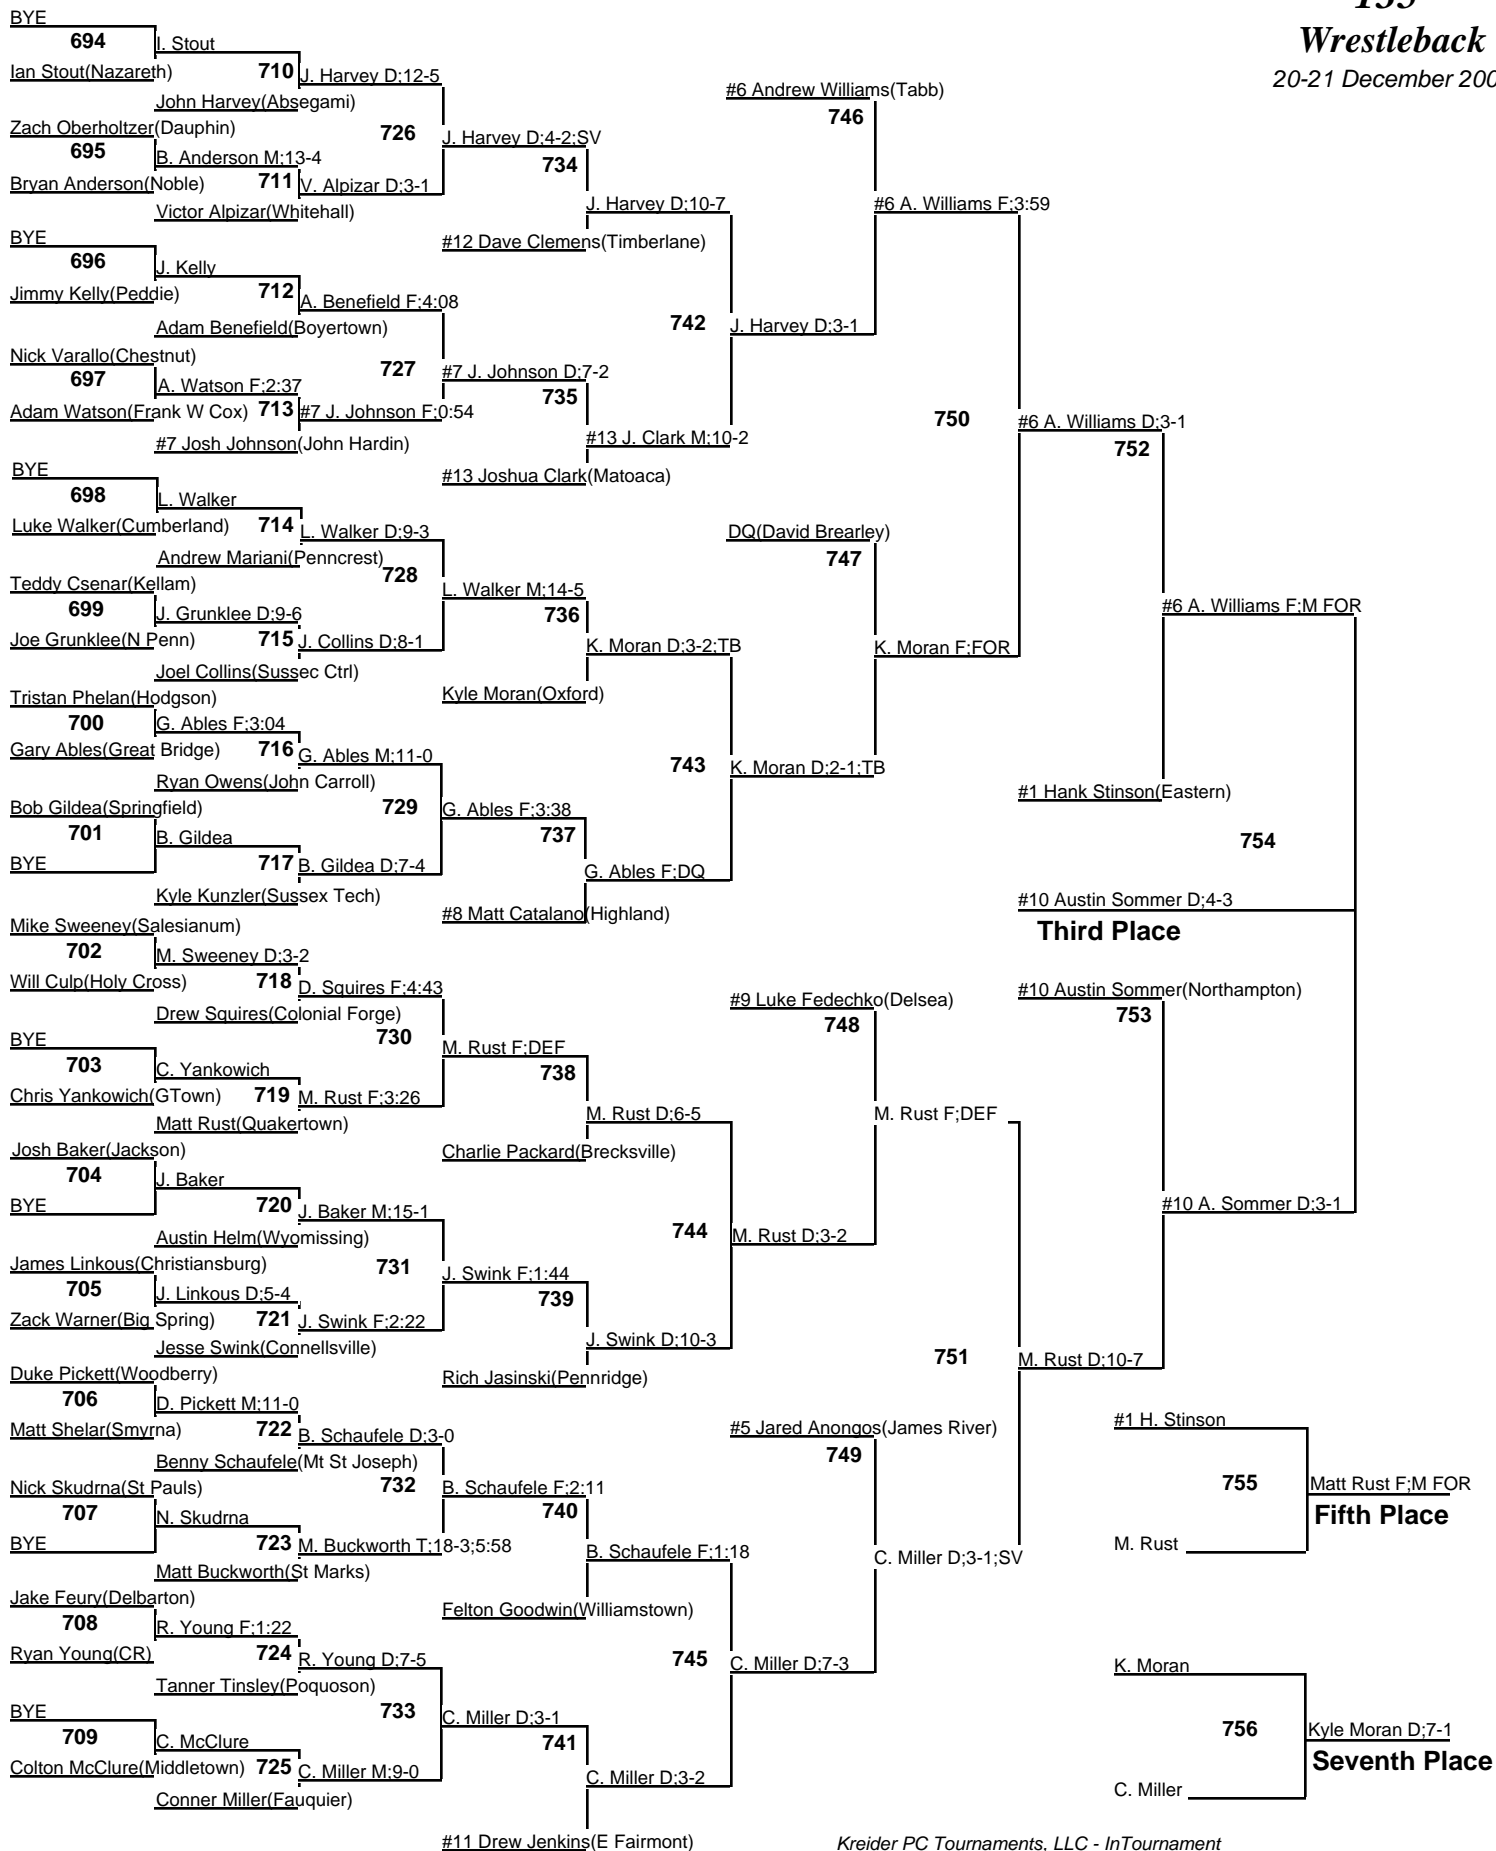 135
Wrestleback
20-21 December 200
BYE
694
I. Stout
Ian Stout(Nazareth)
710
J. Harvey D;12-5
John Harvey(Absegami)
Zach Oberholtzer(Dauphin)
726
J. Harvey D;4-2;SV
695
B. Anderson M;13-4
734
Bryan Anderson(Noble)
711
V. Alpizar D;3-1
Victor Alpizar(Whitehall)
J. Harvey D;10-7
BYE
#12 Dave Clemens(Timberlane)
696
J. Kelly
Jimmy Kelly(Peddie)
712
A. Benefield F;4:08
Adam Benefield(Boyertown)
742
J. Harvey D;3-1
Nick Varallo(Chestnut)
727
#7 J. Johnson D;7-2
697
A. Watson F;2:37
735
Adam Watson(Frank W Cox)
713
#7 J. Johnson F;0:54
#7 Josh Johnson(John Hardin)
#13 J. Clark M;10-2
#13 Joshua Clark(Matoaca)
#6 Andrew Williams(Tabb)
746
#6 A. Williams F;3:59
750
#6 A. Williams D;3-1
752
BYE
698
L. Walker
Luke Walker(Cumberland)
714
L. Walker D;9-3
Andrew Mariani(Penncrest)
728
Teddy Csenar(Kellam)
L. Walker M;14-5
699
J. Grunklee D;9-6
736
Joe Grunklee(N Penn)
715
J. Collins D;8-1
K. Moran D;3-2;TB
Joel Collins(Sussec Ctrl)
Kyle Moran(Oxford)
Tristan Phelan(Hodgson)
700
G. Ables F;3:04
Gary Ables(Great Bridge)
716
G. Ables M;11-0
743
K. Moran D;2-1;TB
Ryan Owens(John Carroll)
Bob Gildea(Springfield)
729
G. Ables F;3:38
701
B. Gildea
737
BYE
717
B. Gildea D;7-4
G. Ables F;DQ
Kyle Kunzler(Sussex Tech)
#8 Matt Catalano(Highland)
DQ(David Brearley)
747
K. Moran F;FOR
#6 A. Williams F;M FOR
#1 Hank Stinson(Eastern)
754
#10 Austin Sommer D;4-3
Third Place
Mike Sweeney(Salesianum)
702
M. Sweeney D;3-2
Will Culp(Holy Cross)
718
D. Squires F;4:43
Drew Squires(Colonial Forge)
730
BYE
M. Rust F;DEF
703
C. Yankowich
738
Chris Yankowich(GTown)
719
M. Rust F;3:26
M. Rust D;6-5
Matt Rust(Quakertown)
Josh Baker(Jackson)
Charlie Packard(Brecksville)
704
J. Baker
BYE
720
J. Baker M;15-1
744
M. Rust D;3-2
Austin Helm(Wyomissing)
James Linkous(Christiansburg)
731
J. Swink F;1:44
705
J. Linkous D;5-4
739
Zack Warner(Big Spring)
721
J. Swink F;2:22
J. Swink D;10-3
Jesse Swink(Connellsville)
Rich Jasinski(Pennridge)
#9 Luke Fedechko(Delsea)
748
M. Rust F;DEF
#10 Austin Sommer(Northampton)
753
#10 A. Sommer D;3-1
751
M. Rust D;10-7
Duke Pickett(Woodberry)
706
D. Pickett M;11-0
Matt Shelar(Smyrna)
722
B. Schaufele D;3-0
Benny Schaufele(Mt St Joseph)
Nick Skudrna(St Pauls)
732
B. Schaufele F;2:11
707
N. Skudrna
740
BYE
723
M. Buckworth T;18-3;5:58
B. Schaufele F;1:18
Matt Buckworth(St Marks)
Jake Feury(Delbarton)
Felton Goodwin(Williamstown)
708
R. Young F;1:22
Ryan Young(CR)
724
R. Young D;7-5
745
C. Miller D;7-3
Tanner Tinsley(Poquoson)
BYE
733
C. Miller D;3-1
709
C. McClure
741
Colton McClure(Middletown)
725
C. Miller M;9-0
C. Miller D;3-2
Conner Miller(Fauquier)
#11 Drew Jenkins(E Fairmont)
#5 Jared Anongos(James River)
749
C. Miller D;3-1;SV
#1 H. Stinson
755
Matt Rust F;M FOR
Fifth Place
M. Rust
K. Moran
756
Kyle Moran D;7-1
Seventh Place
C. Miller
Kreider PC Tournaments, LLC - InTournament